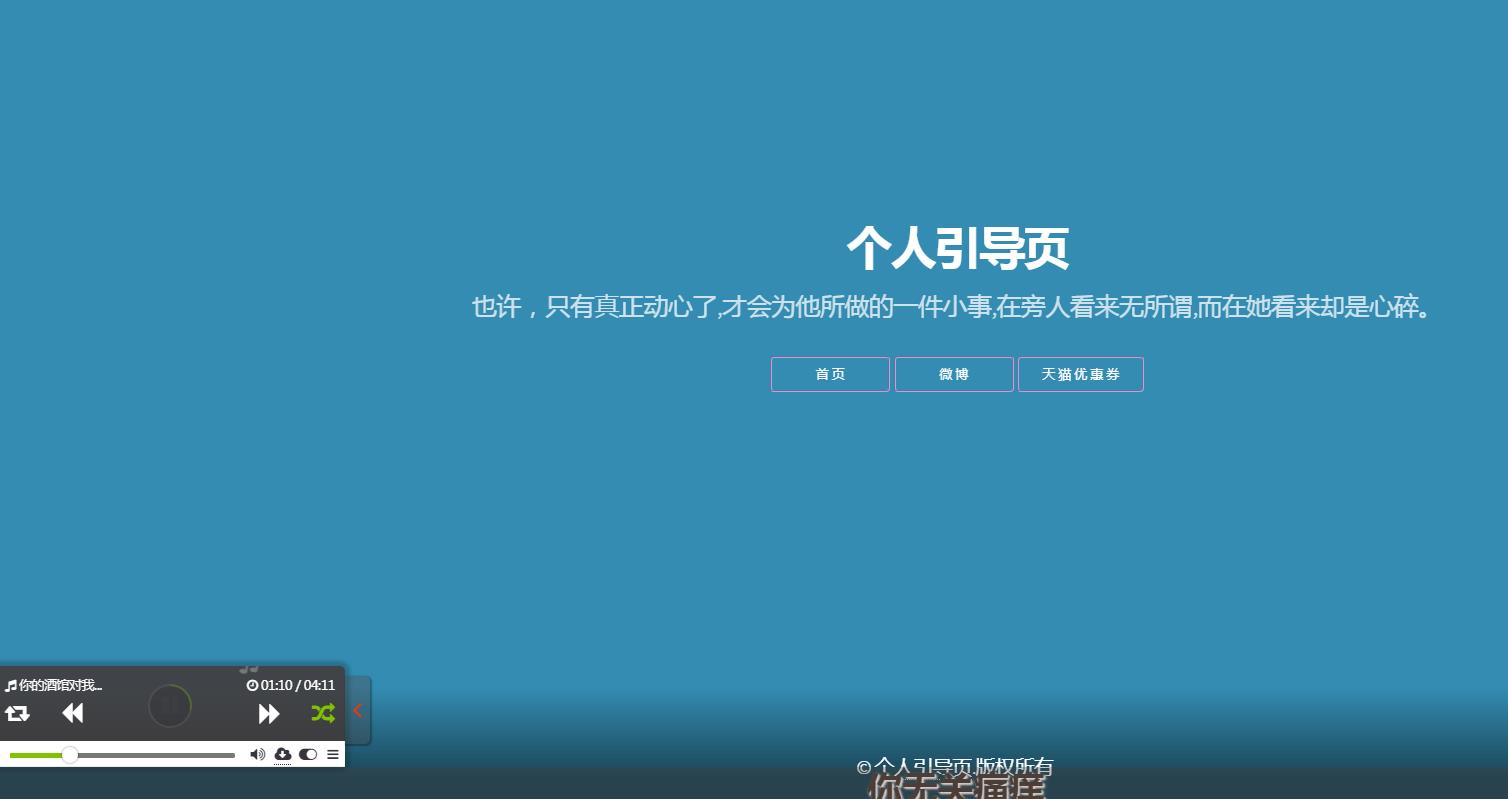 个人引导页
也许，只有真正动心了,才会为他所做的一件小事,在旁人看来无所谓,而在她看来却是心碎。
首页 微博 天猫优惠券
你的酒馆对我... 01:10 / 04:11
© 个人引导页.版权所有
你无关痛痒